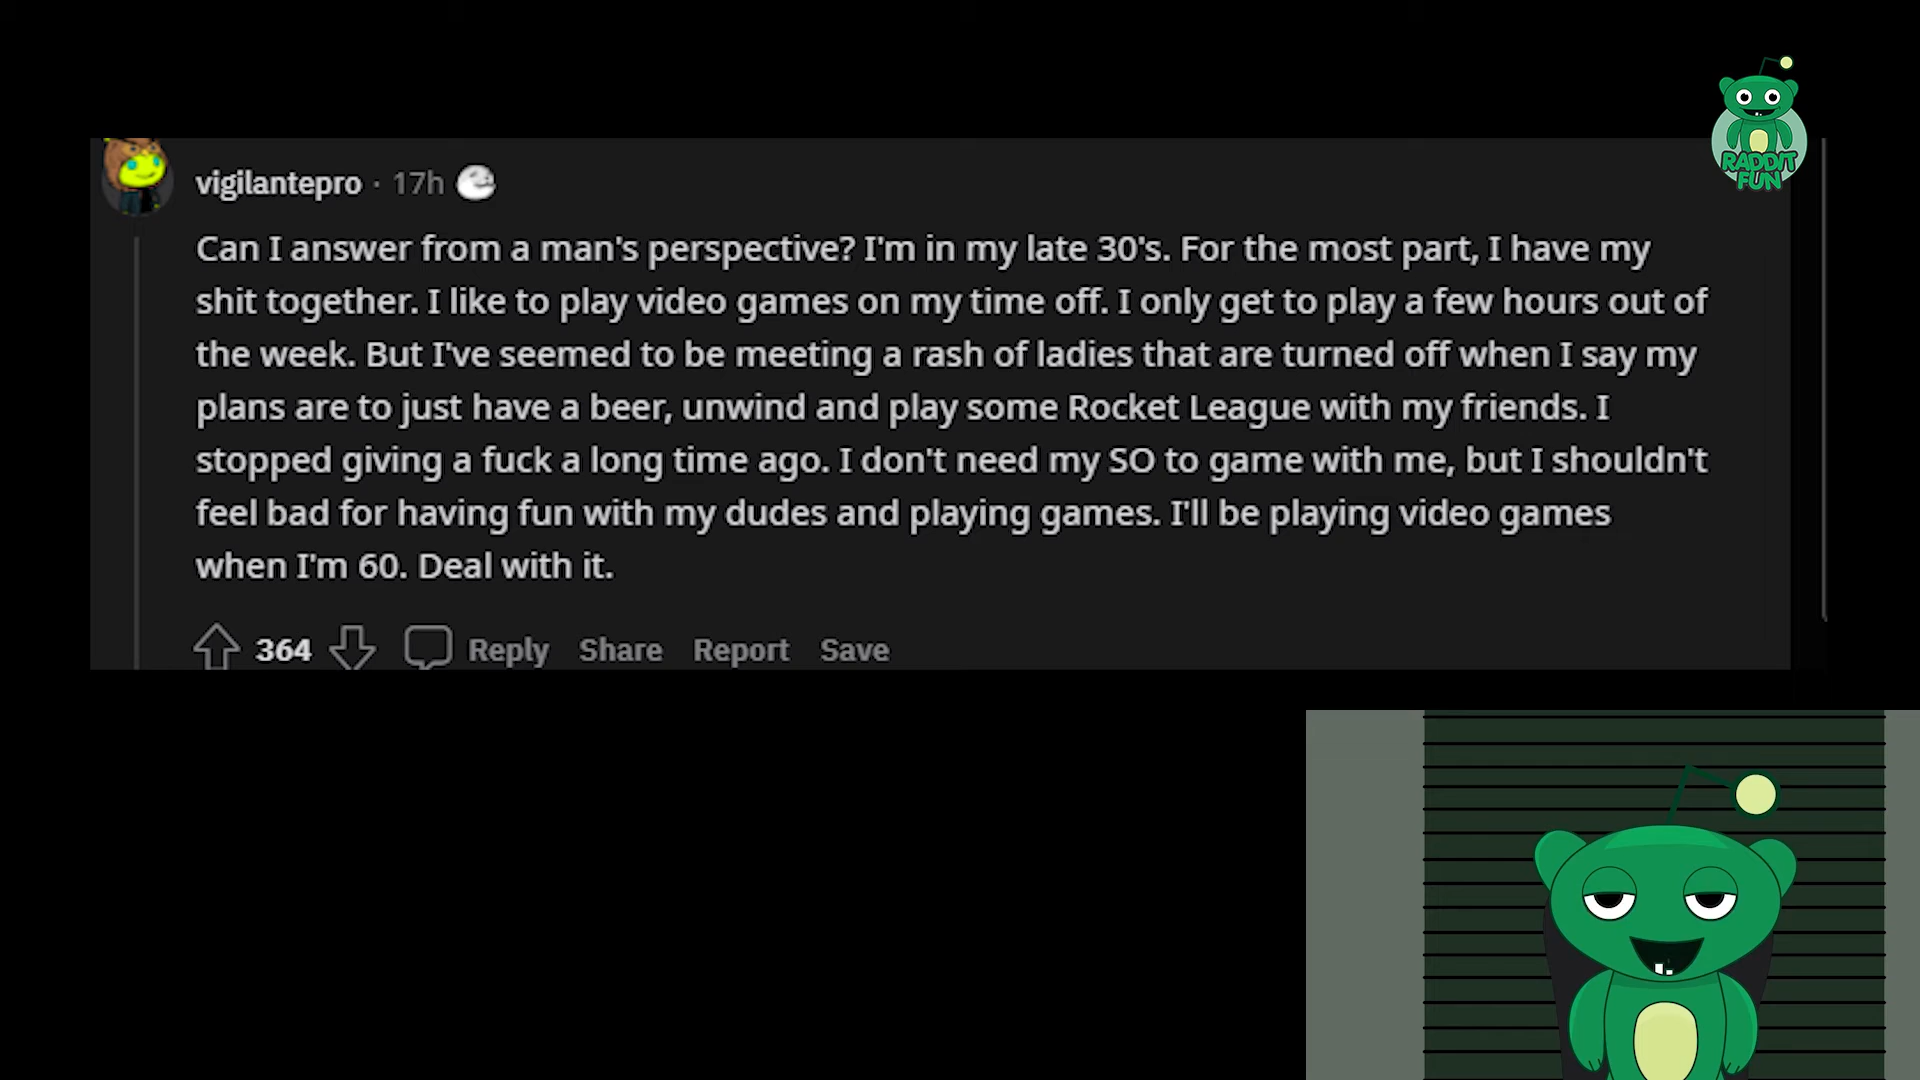 RADDIT
FUN
vigilantepro · 17h
Can I answer from a man's perspective? I'm in my late 30's. For the most part, I have my
shit together. I like to play video games on my time off. I only get to play a few hours out of
the week. But I've seemed to be meeting a rash of ladies that are turned off when I say my
plans are to just have a beer, unwind and play some Rocket League with my friends. I
stopped giving a fuck a long time ago. I don't need my SO to game with me, but I shouldn't
feel bad for having fun with my dudes and playing games. I'll be playing video games
when I'm 60. Deal with it.
364 Reply Share Report Save